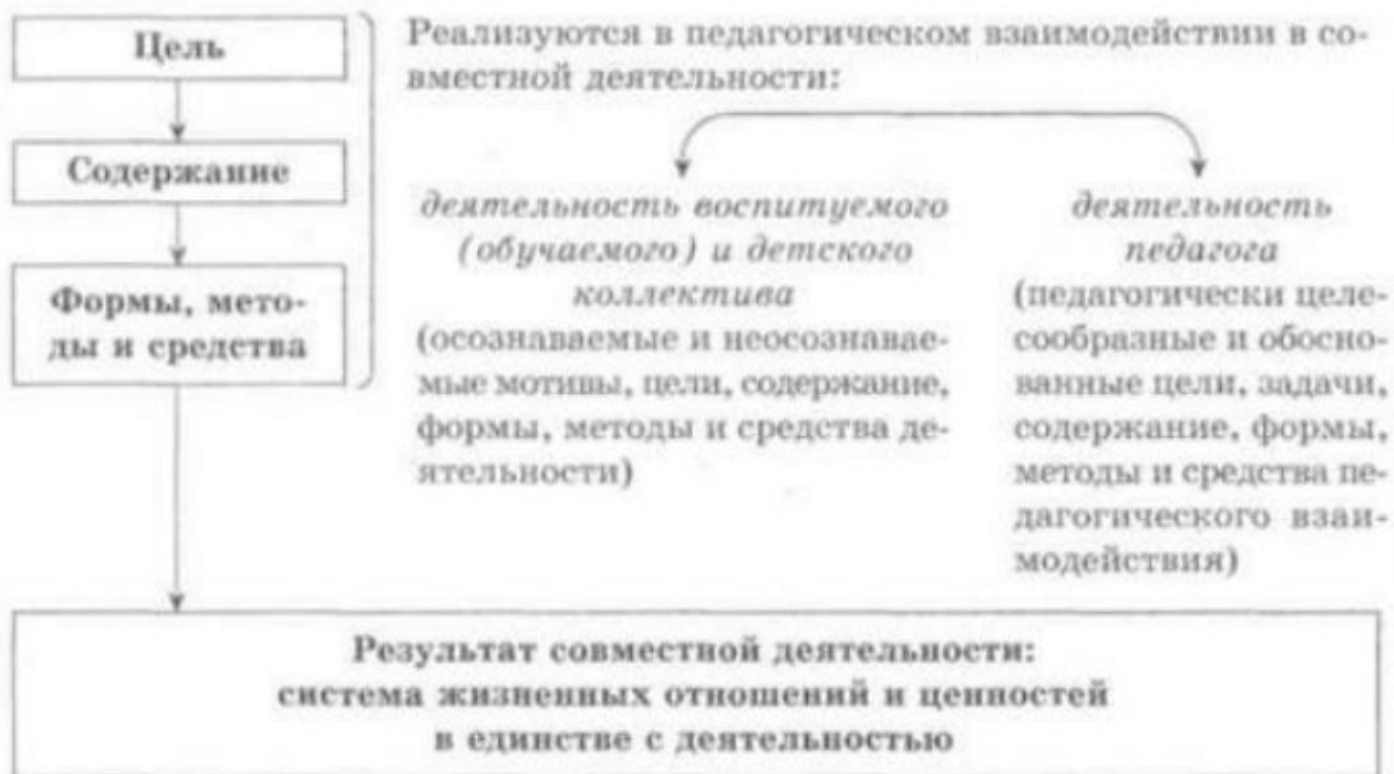 Цель
Содержание
Формы, мето-
ды и средства
Реализуются в педагогическом взаимодействии в со-
вместной деятельности:
деятельность воспитуемого
(обучаемого) и детского
коллектива
(осознаваемые и неосознавае-
мые мотивы, цели, содержание,
формы, методы и средства де-
ятельности)
деятельность
педагога
(педагогически целе-
сообразные и обосно-
ванные цели, задачи,
содержание, формы,
методы и средства пе-
дагогического взаи-
модействия)
Результат совместной деятельности:
система жизненных отношений и ценностей
в единстве с деятельностью